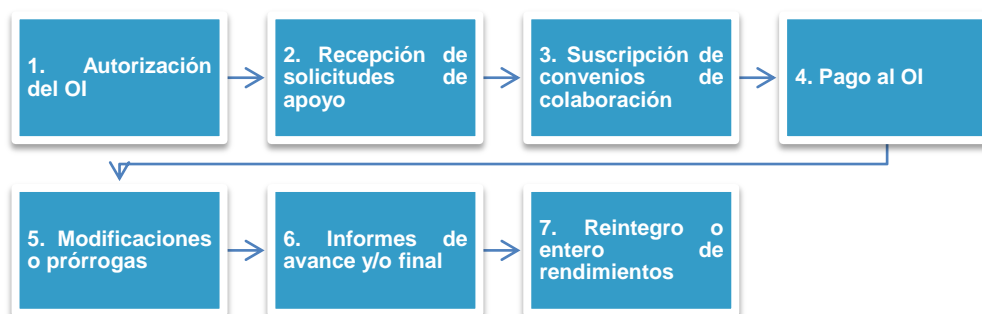 1. Autorización
del OI
2. Recepción de
solicitudes de
apoyo
3. Suscripción de
convenios de
colaboración
4. Pago al OI
5. Modificaciones
o prórrogas
6. Informes de
avance y/o final
7. Reintegro o
entero de
rendimientos